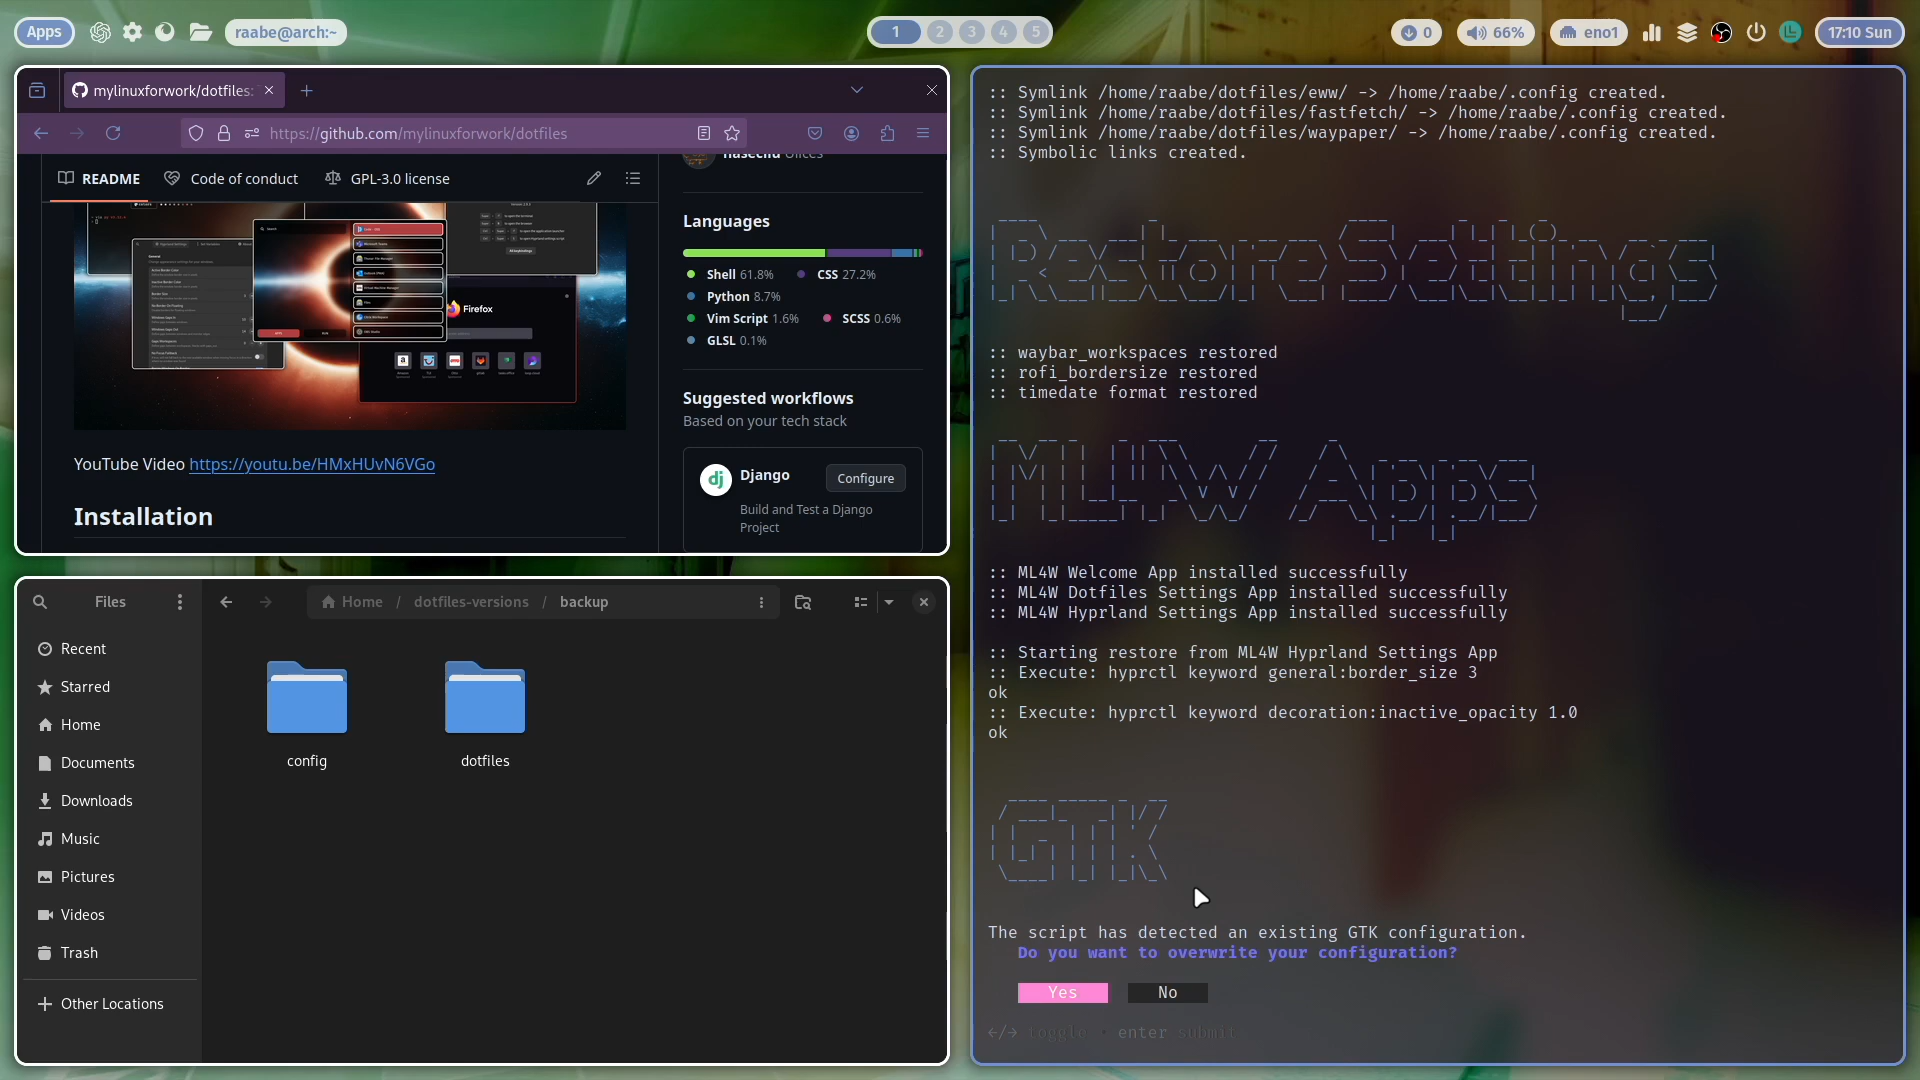 Apps
raabe@arch:~
1 2 3 4 5
0
66%
eno1
17:10 Sun
mylinuxforwork/dotfiles:
https://github.com/mylinuxforwork/dotfiles
README
Code of conduct
GPL-3.0 license
Firefox
YouTube Video https://youtu.be/HMxHUvN6VGo
Installation
Languages
Shell 61.8%
CSS 27.2%
Python 8.7%
Vim Script 1.6%
SCSS 0.6%
GLSL 0.1%
Suggested workflows
Based on your tech stack
dj
Django
Configure
Build and Test a Django
Project
Files
Home / dotfiles-versions / backup
Recent
Starred
Home
Documents
Downloads
Music
Pictures
Videos
Trash
Other Locations
config
dotfiles
:: Symlink /home/raabe/dotfiles/eww/ -> /home/raabe/.config created.
:: Symlink /home/raabe/dotfiles/fastfetch/ -> /home/raabe/.config created.
:: Symlink /home/raabe/dotfiles/waypaper/ -> /home/raabe/.config created.
:: Symbolic links created.
Restore Settings
:: waybar_workspaces restored
:: rofi_bordersize restored
:: timedate format restored
ML4W Apps
:: ML4W Welcome App installed successfully
:: ML4W Dotfiles Settings App installed successfully
:: ML4W Hyprland Settings App installed successfully
:: Starting restore from ML4W Hyprland Settings App
:: Execute: hyprctl keyword general:border_size 3
ok
:: Execute: hyprctl keyword decoration:inactive_opacity 1.0
ok
GTK
The script has detected an existing GTK configuration.
Do you want to overwrite your configuration?
Yes No
←/→ toggle • enter submit